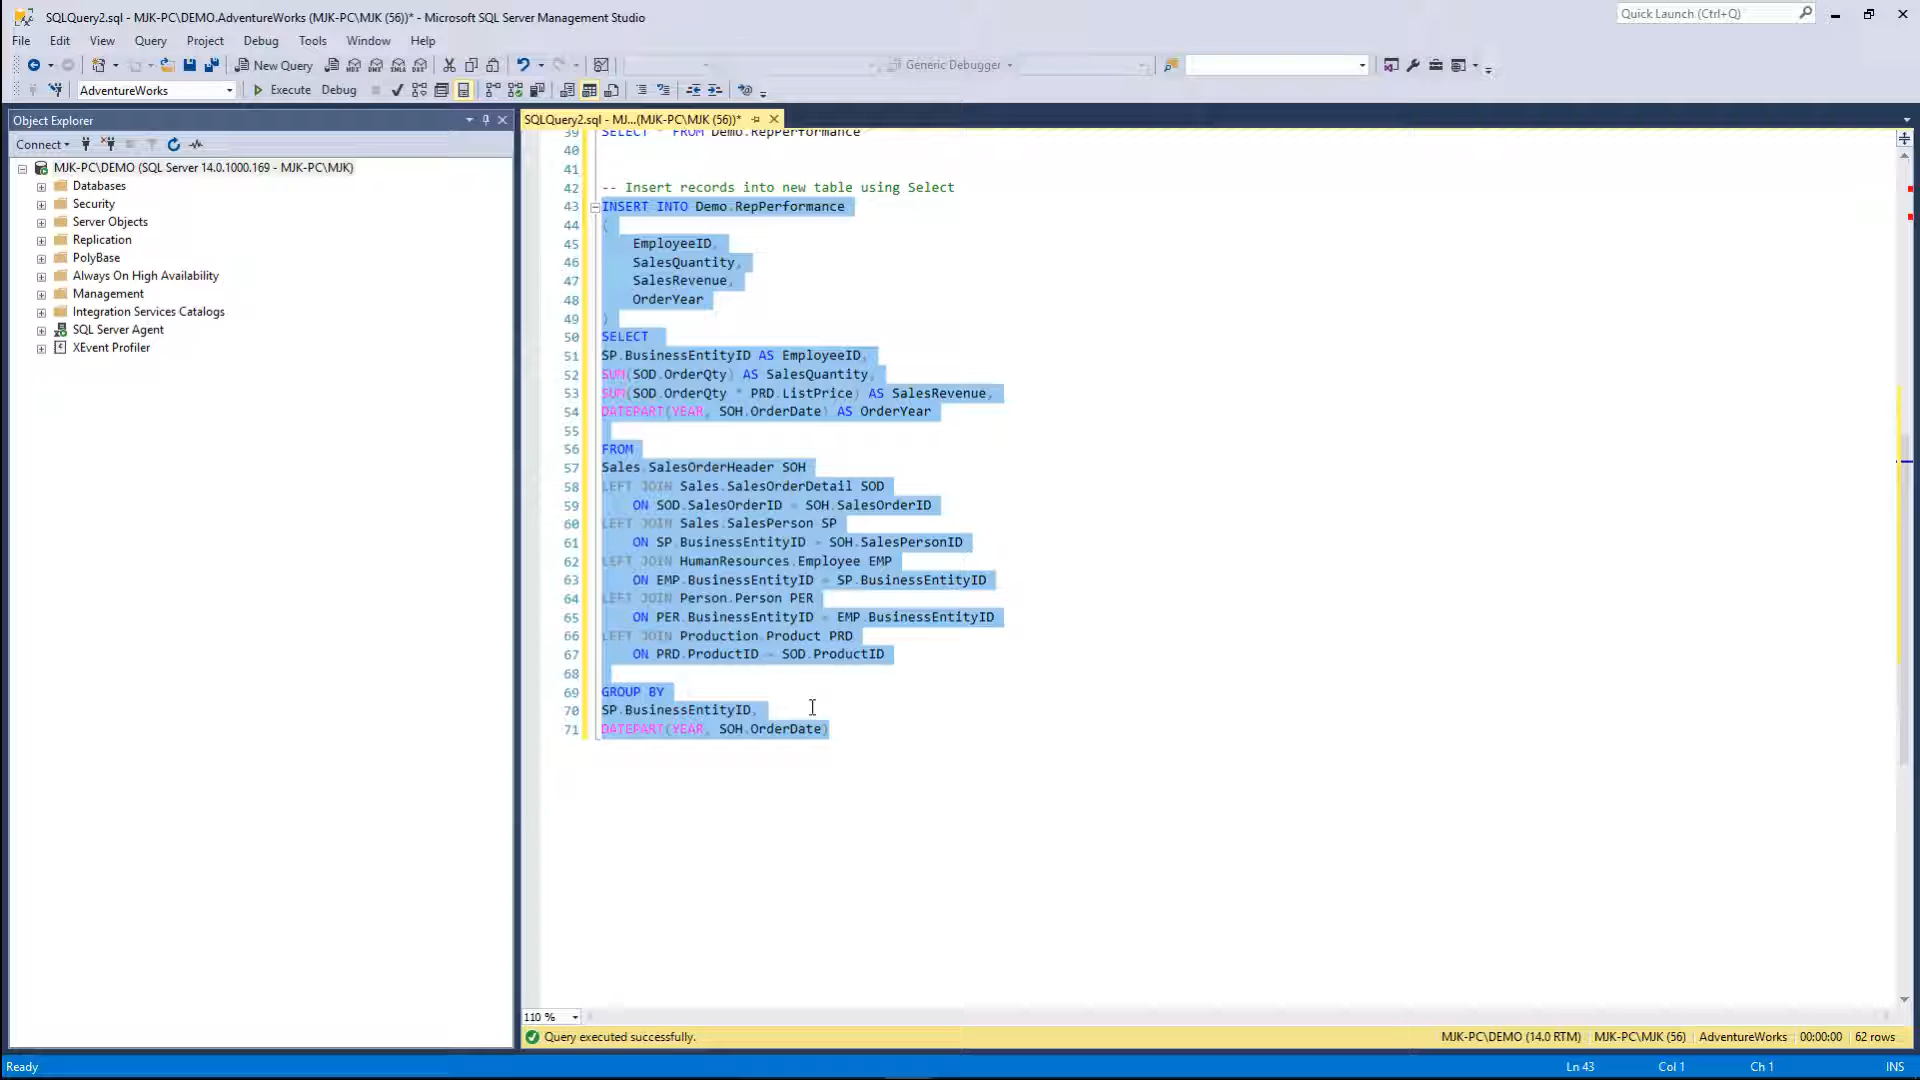 SQLQuery2.sql - MJK-PC\DEMO.AdventureWorks (MJK-PC\MJK (56))* - Microsoft SQL Server Management Studio
Quick Launch (Ctrl+Q)
File Edit View Query Project Debug Tools Window Help
New Query
Generic Debugger
AdventureWorks
Execute Debug
Object Explorer
Connect
MJK-PC\DEMO (SQL Server 14.0.1000.169 - MJK-PC\MJK)
Databases
Security
Server Objects
Replication
PolyBase
Always On High Availability
Management
Integration Services Catalogs
SQL Server Agent
XEvent Profiler
SQLQuery2.sql - MJ...(MJK-PC\MJK (56))*
39 SELECT * FROM Demo.RepPerformance
40
41
42 -- Insert records into new table using Select
43 INSERT INTO Demo.RepPerformance
44 (
45 EmployeeID,
46 SalesQuantity,
47 SalesRevenue,
48 OrderYear
49 )
50 SELECT
51 SP.BusinessEntityID AS EmployeeID,
52 SUM(SOD.OrderQty) AS SalesQuantity,
53 SUM(SOD.OrderQty * PRD.ListPrice) AS SalesRevenue,
54 DATEPART(YEAR, SOH.OrderDate) AS OrderYear
55
56 FROM
57 Sales.SalesOrderHeader SOH
58 LEFT JOIN Sales.SalesOrderDetail SOD
59 ON SOD.SalesOrderID = SOH.SalesOrderID
60 LEFT JOIN Sales.SalesPerson SP
61 ON SP.BusinessEntityID = SOH.SalesPersonID
62 LEFT JOIN HumanResources.Employee EMP
63 ON EMP.BusinessEntityID = SP.BusinessEntityID
64 LEFT JOIN Person.Person PER
65 ON PER.BusinessEntityID = EMP.BusinessEntityID
66 LEFT JOIN Production.Product PRD
67 ON PRD.ProductID = SOD.ProductID
68
69 GROUP BY
70 SP.BusinessEntityID,
71 DATEPART(YEAR, SOH.OrderDate)
110 %
Query executed successfully.
MJK-PC\DEMO (14.0 RTM) MJK-PC\MJK (56) AdventureWorks 00:00:00 62 rows
Ready
Ln 43 Col 1 Ch 1 INS